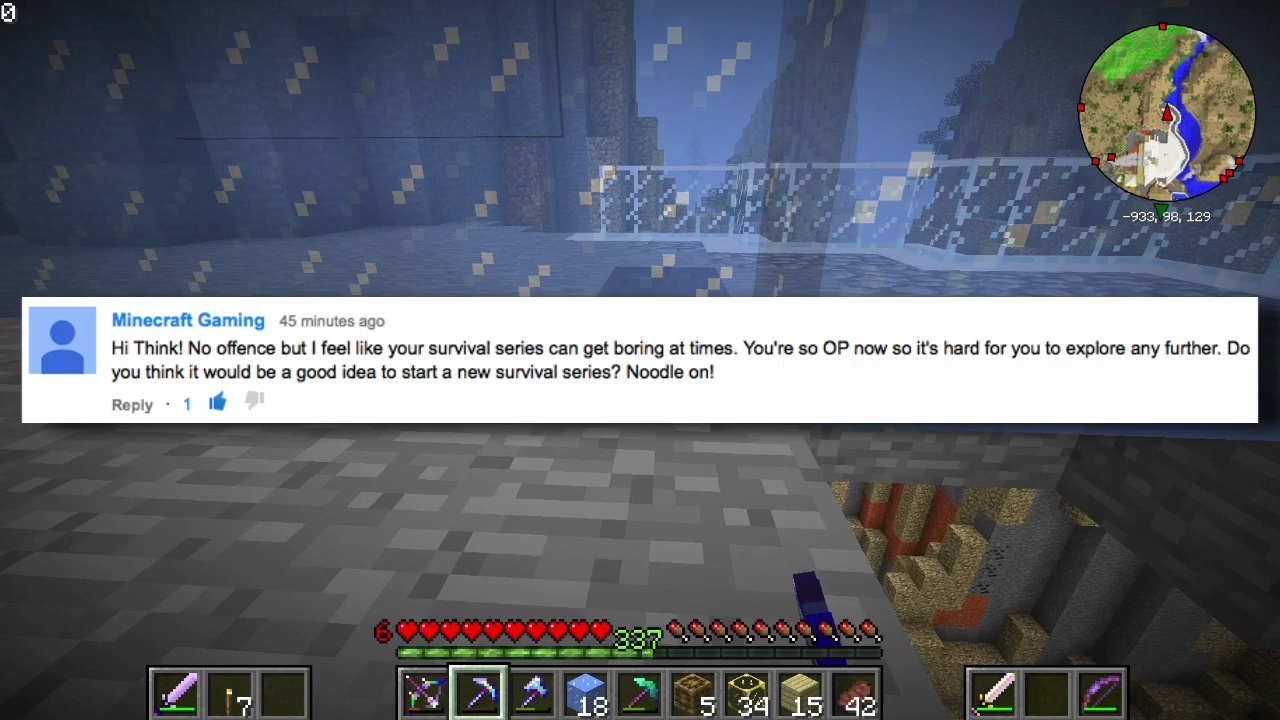 0
-933, 98, 129
Minecraft Gaming 45 minutes ago
Hi Think! No offence but I feel like your survival series can get boring at times. You're so OP now so it's hard for you to explore any further. Do
you think it would be a good idea to start a new survival series? Noodle on!
Reply · 1
6 337
7 18 5 34 15 42